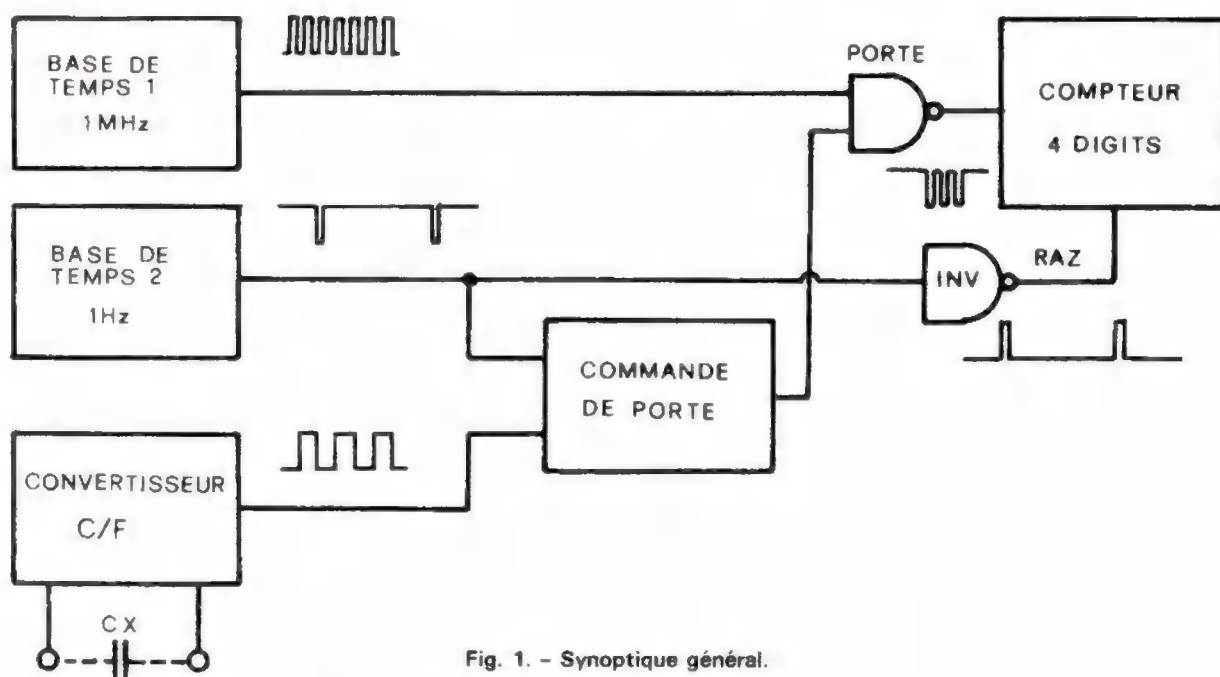 BASE DE
TEMPS 1
1MHz
PORTE
COMPTEUR
4 DIGITS
BASE DE
TEMPS 2
1Hz
INV
RAZ
COMMANDE
DE PORTE
CONVERTISSEUR
C/F
CX
Fig. 1. – Synoptique général.